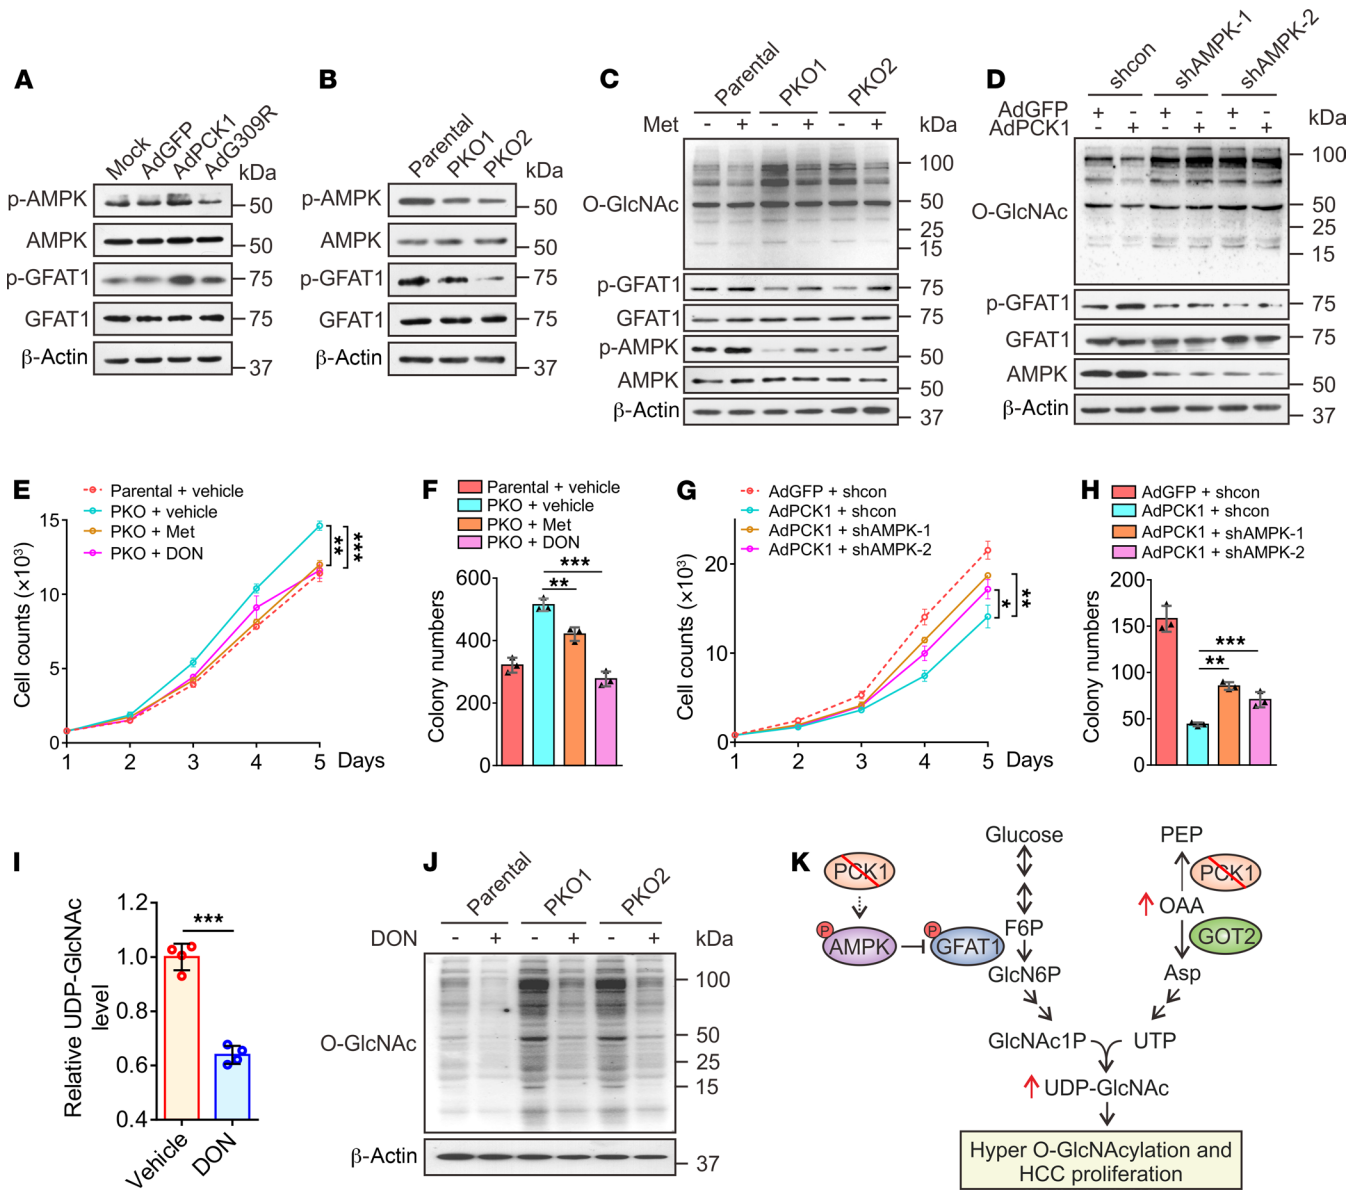 A
Mock
AdGFP
AdPCK1
AdG309R
kDa
p-AMPK
50
AMPK
50
p-GFAT1
75
GFAT1
75
β-Actin
37
B
Parental
PKO1
PKO2
kDa
p-AMPK
50
AMPK
50
p-GFAT1
75
GFAT1
75
β-Actin
37
C
Parental
PKO1
PKO2
Met - + - + - + kDa
O-GlcNAc
100
50
25
15
p-GFAT1
75
GFAT1
75
p-AMPK
50
AMPK
50
β-Actin
37
D
shcon
shAMPK-1
shAMPK-2
AdGFP + - + - + -
AdPCK1 - + - + - +
kDa
O-GlcNAc
100
50
25
15
p-GFAT1
75
GFAT1
75
AMPK
50
β-Actin
37
E
Parental + vehicle
PKO + vehicle
PKO + Met
PKO + DON
Cell counts (×10³)
15
10
5
0
1 2 3 4 5 Days
**
***
F
Parental + vehicle
PKO + vehicle
PKO + Met
PKO + DON
Colony numbers
600
400
200
0
***
**
G
AdGFP + shcon
AdPCK1 + shcon
AdPCK1 + shAMPK-1
AdPCK1 + shAMPK-2
Cell counts (×10³)
20
10
0
1 2 3 4 5 Days
*
**
H
AdGFP + shcon
AdPCK1 + shcon
AdPCK1 + shAMPK-1
AdPCK1 + shAMPK-2
Colony numbers
200
150
100
50
0
***
**
I
Relative UDP-GlcNAc
level
1.2
1.0
0.8
0.6
0.4
***
Vehicle
DON
J
Parental
PKO1
PKO2
DON - + - + - + kDa
O-GlcNAc
100
50
25
15
β-Actin
37
K
Glucose
PEP
PCK1
PCK1
OAA
P
AMPK
P
GFAT1
F6P
GOT2
GlcN6P
Asp
GlcNAc1P
UTP
UDP-GlcNAc
Hyper O-GlcNAcylation and
HCC proliferation